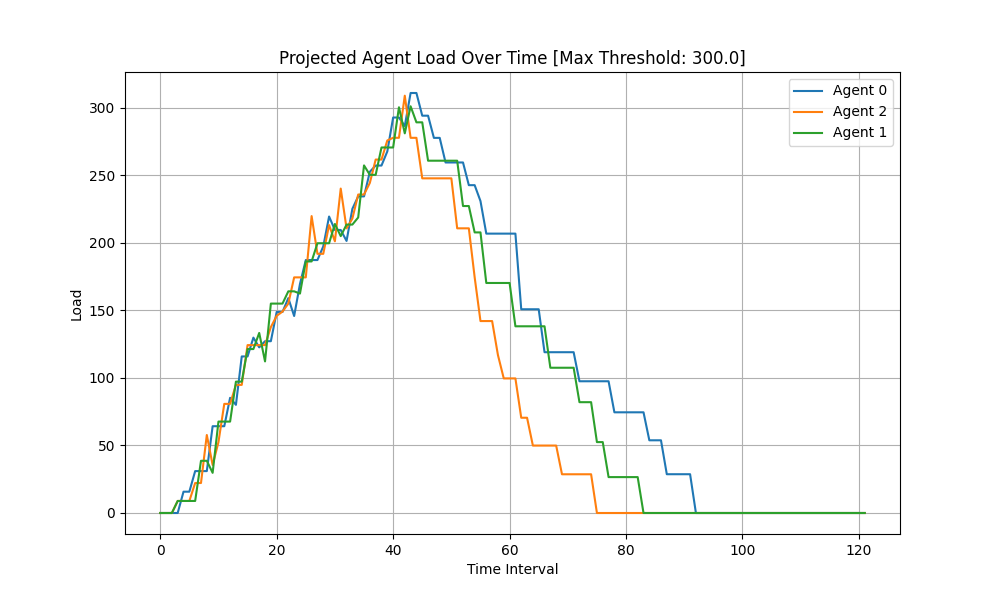 Projected Agent Load Over Time [Max Threshold: 300.0]
Agent 0
Agent 2
Agent 1
300
250
200
150
100
50
0
Load
0 20 40 60 80 100 120
Time Interval